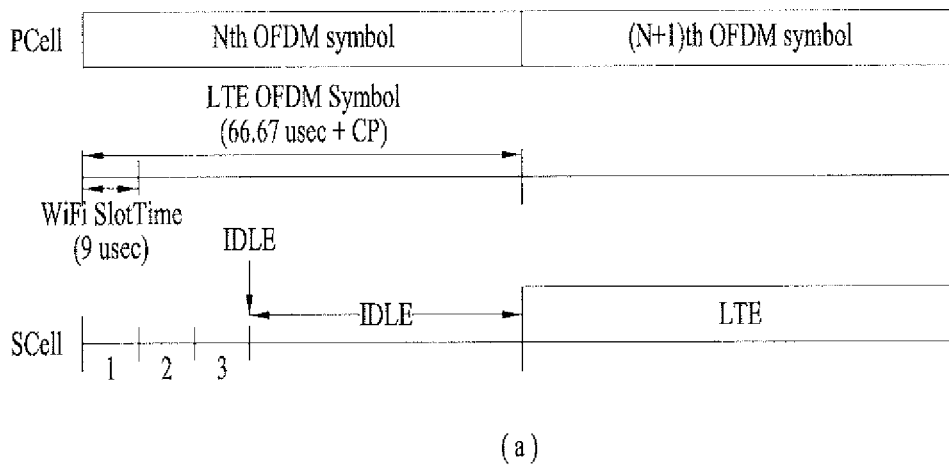 PCell
Nth OFDM symbol
(N+1)th OFDM symbol
LTE OFDM Symbol
(66.67 usec + CP)
WiFi SlotTime
(9 usec)
IDLE
IDLE
LTE
SCell
1
2
3
(a)